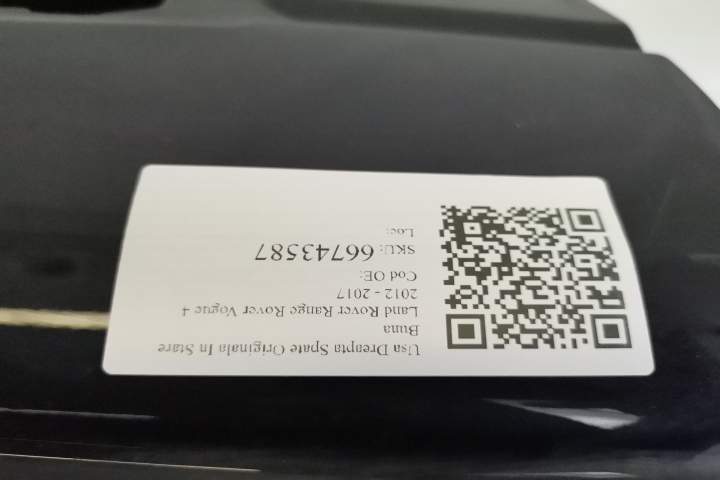 Usa Dreapta Spate Originala In Stare
Buna
Land Rover Range Rover Vogue 4
2012 - 2017
Cod OE:
SKU: 66743587
Loc: